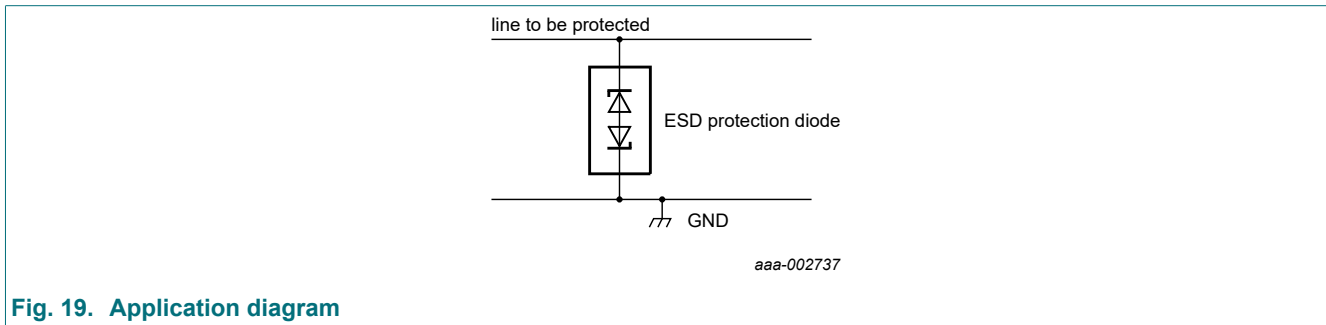 line to be protected
ESD protection diode
GND
aaa-002737
Fig. 19. Application diagram